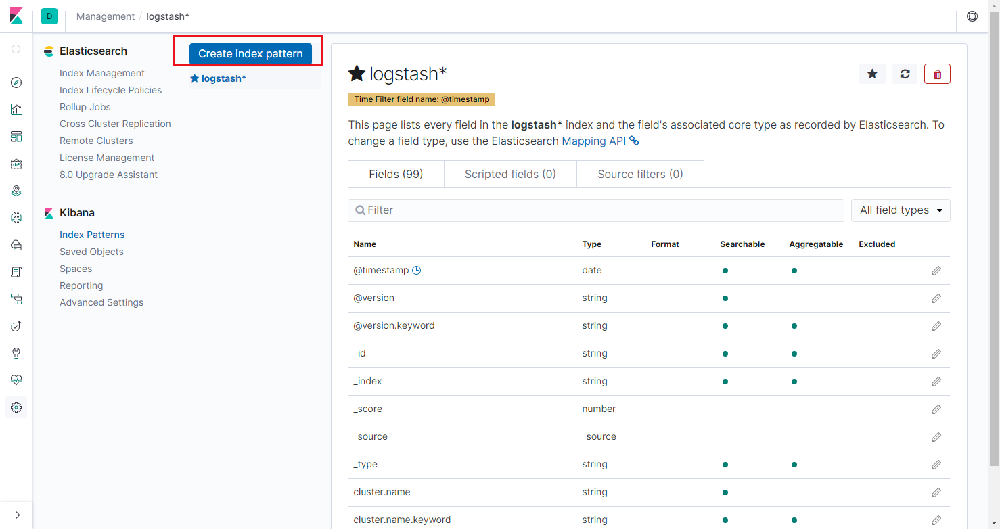 D
Management / logstash*
Elasticsearch
Index Management
Index Lifecycle Policies
Rollup Jobs
Cross Cluster Replication
Remote Clusters
License Management
8.0 Upgrade Assistant
Kibana
Index Patterns
Saved Objects
Spaces
Reporting
Advanced Settings
Create index pattern
logstash*
logstash*
Time Filter field name: @timestamp
This page lists every field in the logstash* index and the field's associated core type as recorded by Elasticsearch. To
change a field type, use the Elasticsearch Mapping API
Fields (99) Scripted fields (0) Source filters (0)
Filter All field types
Name Type Format Searchable Aggregatable Excluded
@timestamp date
@version string
@version.keyword string
_id string
_index string
_score number
_source _source
_type string
cluster.name string
cluster.name.keyword string